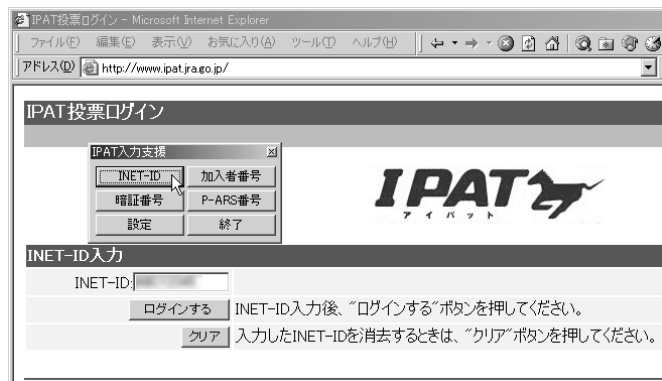 IPAT投票ログイン - Microsoft Internet Explorer
ファイル(F) 編集(E) 表示(V) お気に入り(A) ツール(T) ヘルプ(H)
アドレス(D) http://www.ipat.jra.go.jp/
IPAT投票ログイン
IPAT入力支援
INET-ID 加入者番号
暗証番号 P-ARS番号
設定 終了
IPAT
アイパット
INET-ID入力
INET-ID:
ログインする INET-ID入力後、"ログインする"ボタンを押してください。
クリア 入力したINET-IDを消去するときは、"クリア"ボタンを押してください。